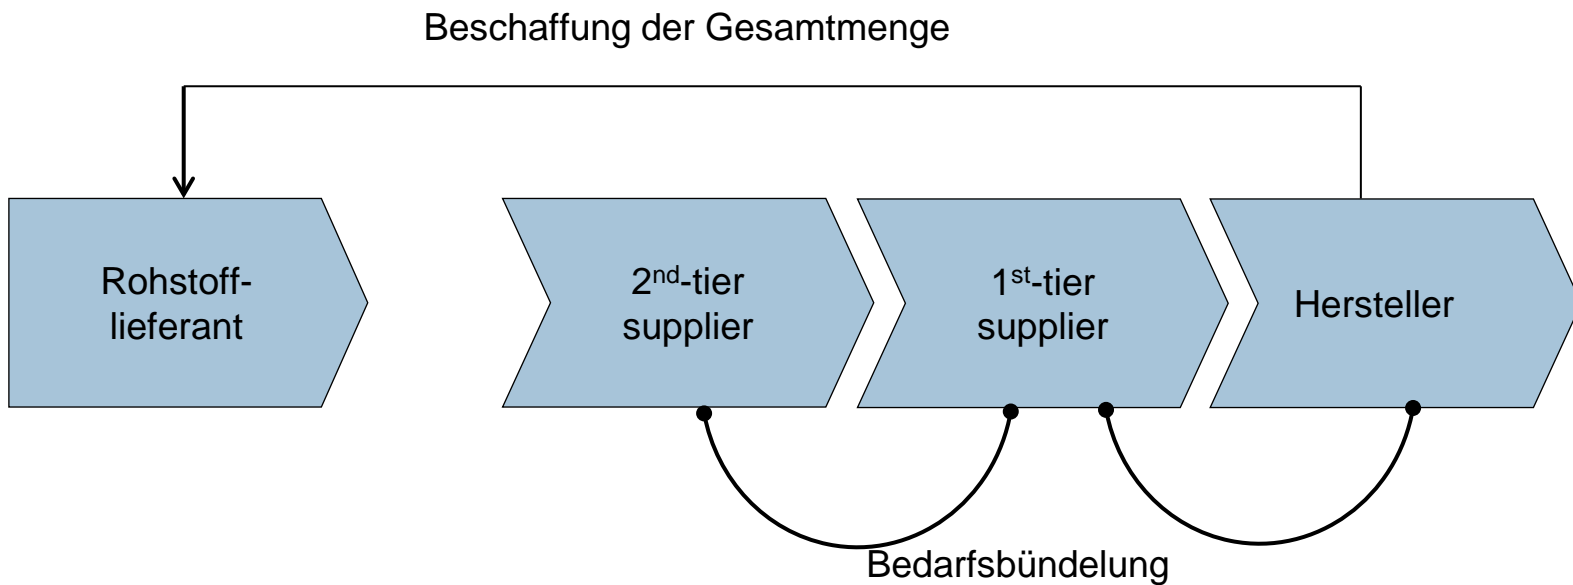 Beschaffung der Gesamtmenge
Rohstoff-
lieferant
2nd-tier
supplier
1st-tier
supplier
Hersteller
Bedarfsbündelung